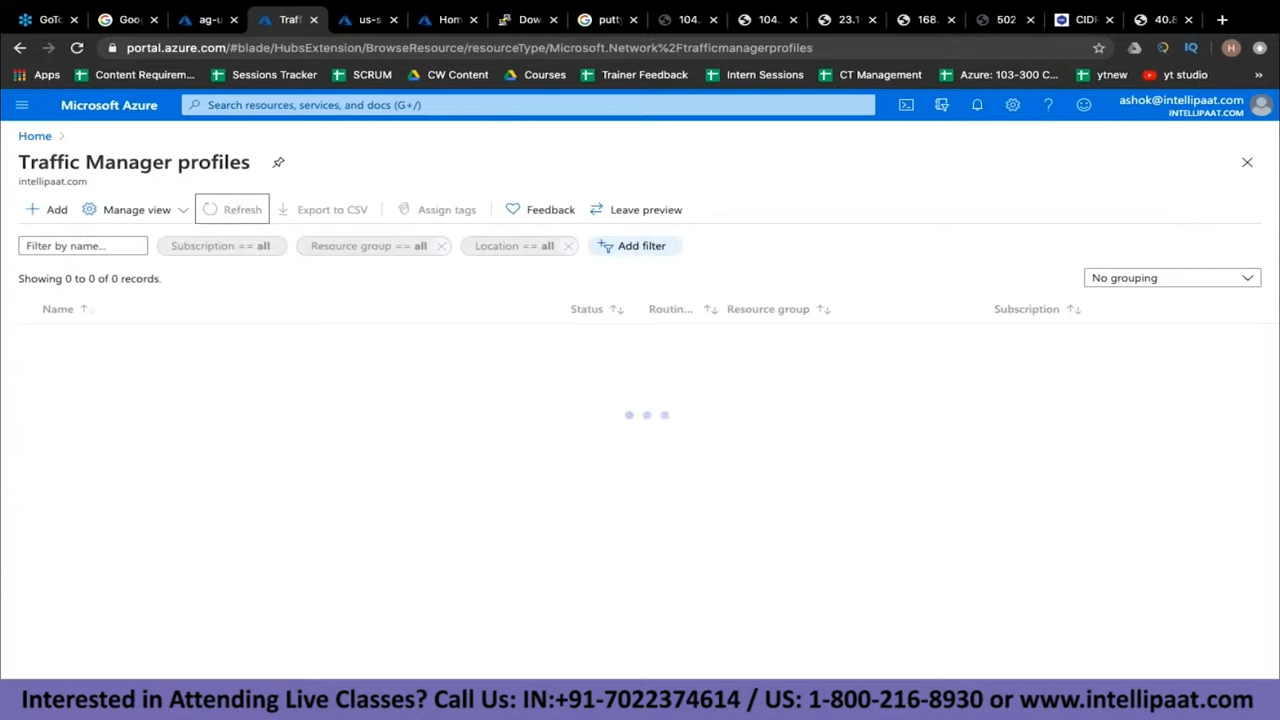 GoTo
Goog
ag-u
Traff
us-s
Hom
Dow
putty
104.
104.
23.1
168.
502
CIDF
40.8
portal.azure.com/#blade/HubsExtension/BrowseResource/resourceType/Microsoft.Network%2Ftrafficmanagerprofiles
IQ
H
Apps
Content Requirem...
Sessions Tracker
SCRUM
CW Content
Courses
Trainer Feedback
Intern Sessions
CT Management
Azure: 103-300 C...
ytnew
yt studio
»
Microsoft Azure
Search resources, services, and docs (G+/)
ashok@intellipaat.com
INTELLIPAAT.COM
Home >
Traffic Manager profiles
intellipaat.com
Add
Manage view
Refresh
Export to CSV
Assign tags
Feedback
Leave preview
Filter by name...
Subscription == all
Resource group == all
Location == all
Add filter
Showing 0 to 0 of 0 records.
No grouping
Name
Status
Routin...
Resource group
Subscription
Interested in Attending Live Classes? Call Us: IN:+91-7022374614 / US: 1-800-216-8930 or www.intellipaat.com